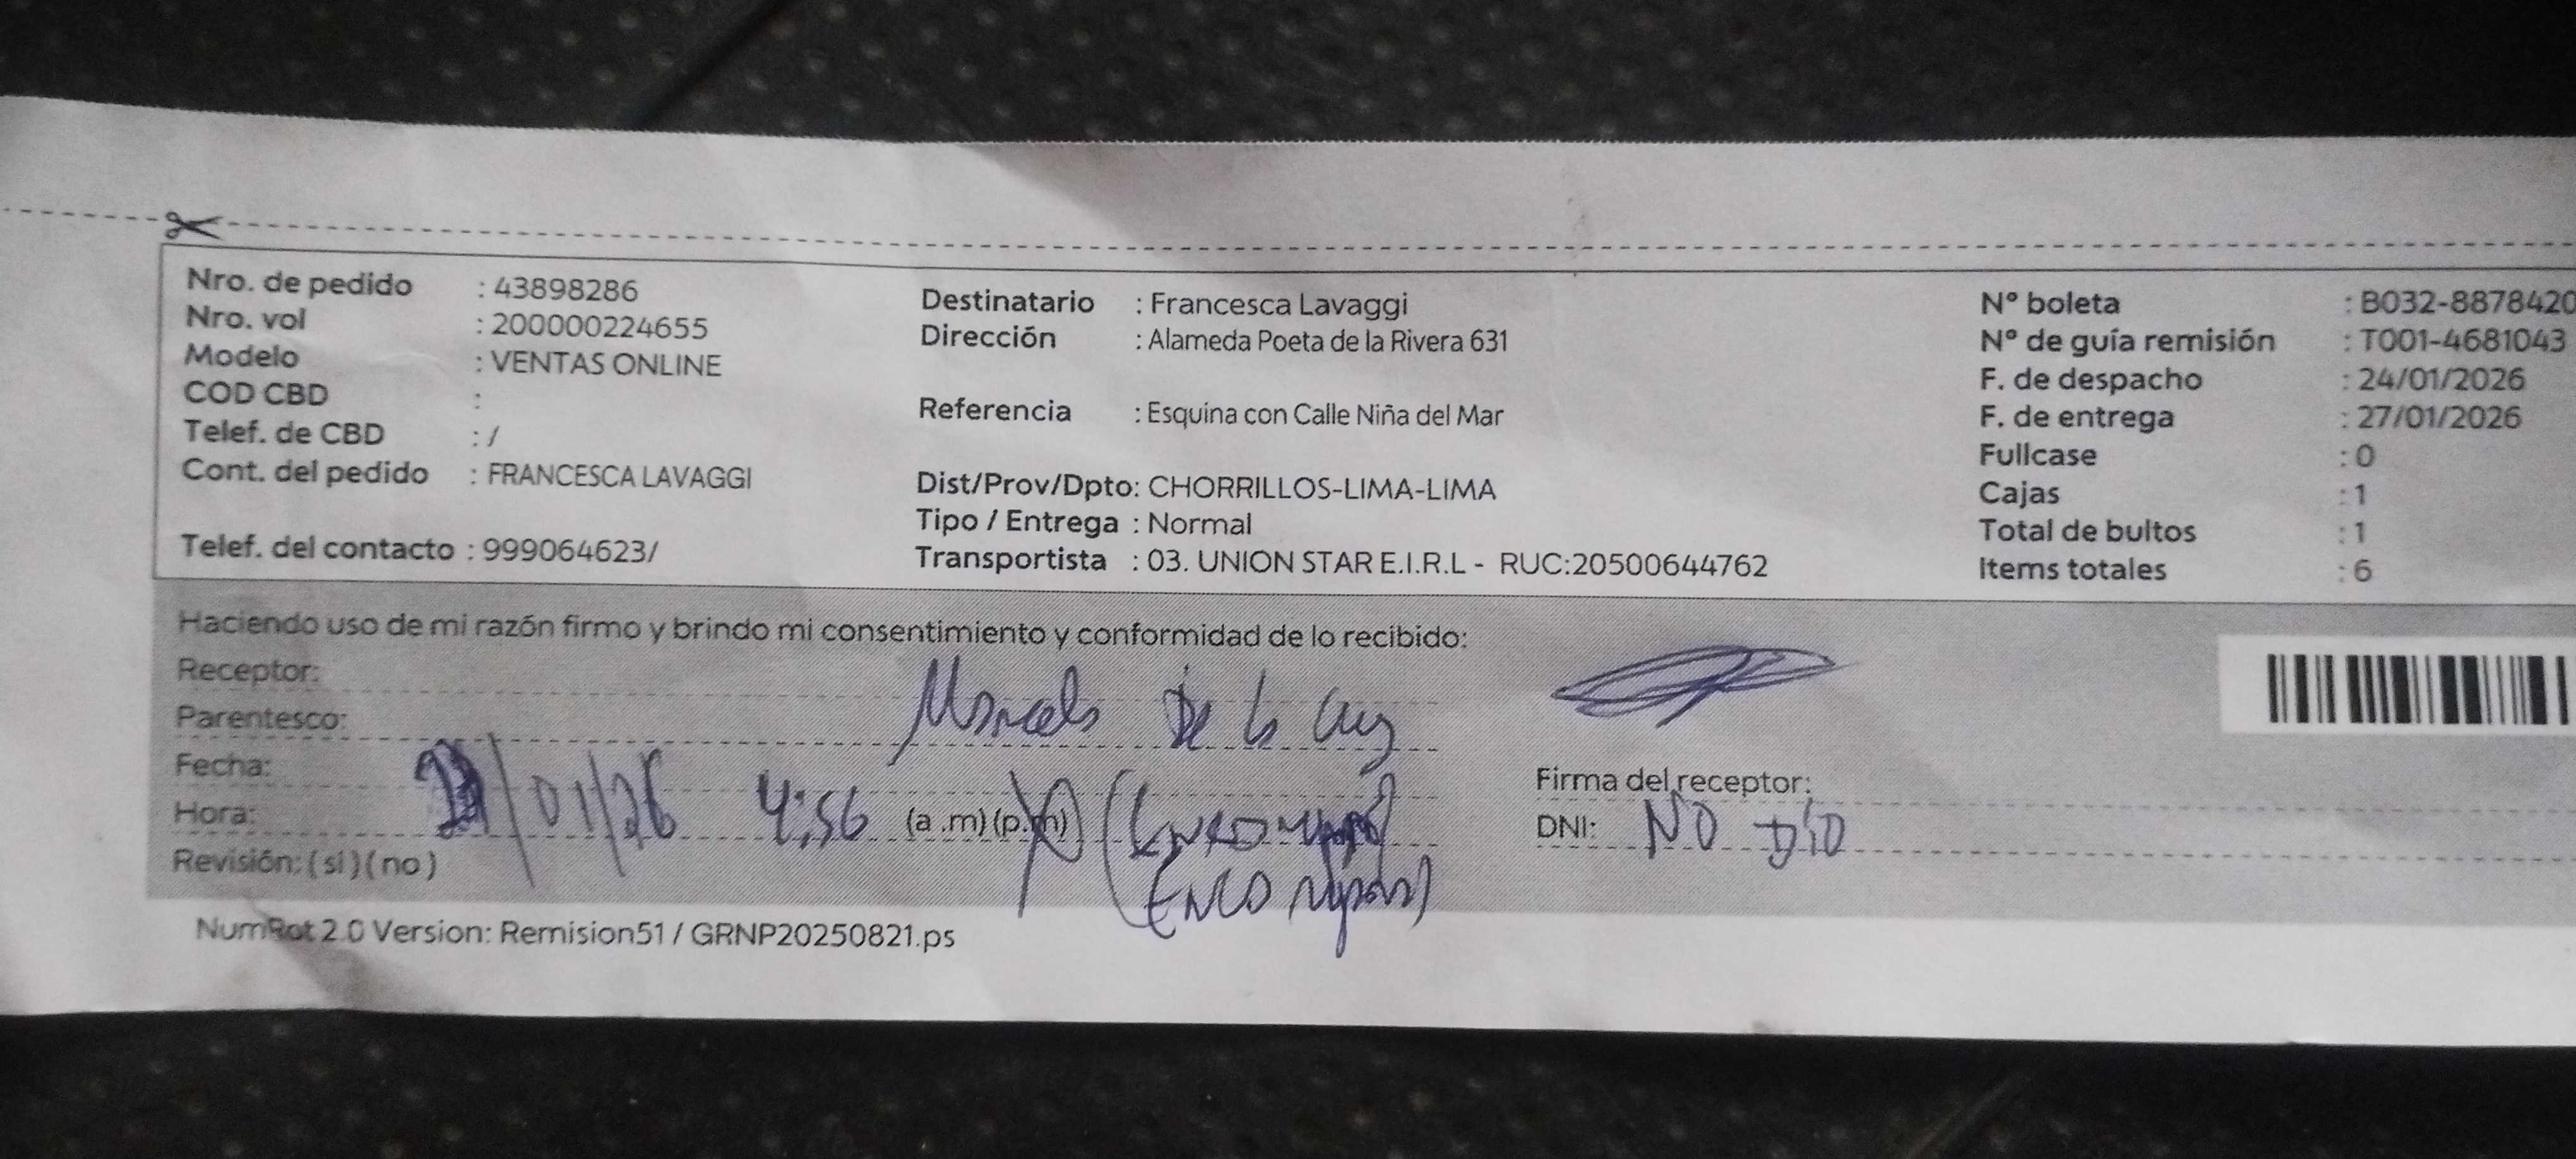 Nro. de pedido : 43898286
Nro. vol : 200000224655
Modelo : VENTAS ONLINE
COD CBD :
Telef. de CBD : /
Cont. del pedido : FRANCESCA LAVAGGI
Telef. del contacto : 999064623/
Destinatario : Francesca Lavaggi
Dirección : Alameda Poeta de la Rivera 631
Referencia : Esquina con Calle Niña del Mar
Dist/Prov/Dpto: CHORRILLOS-LIMA-LIMA
Tipo / Entrega : Normal
Transportista : 03. UNION STAR E.I.R.L - RUC:20500644762
N° boleta : B032-8878420
N° de guía remisión : T001-4681043
F. de despacho : 24/01/2026
F. de entrega : 27/01/2026
Fullcase : 0
Cajas : 1
Total de bultos : 1
Items totales : 6
Haciendo uso de mi razón firmo y brindo mi consentimiento y conformidad de lo recibido:
Receptor:
Parentesco: De la Cruz
Fecha: /01/26
Hora: 4:56 (a .m) (p.m)
Revisión: ( si ) ( no )
Firma del receptor:
DNI: NO DIO
NumRot 2.0 Version: Remision51 / GRNP20250821.ps